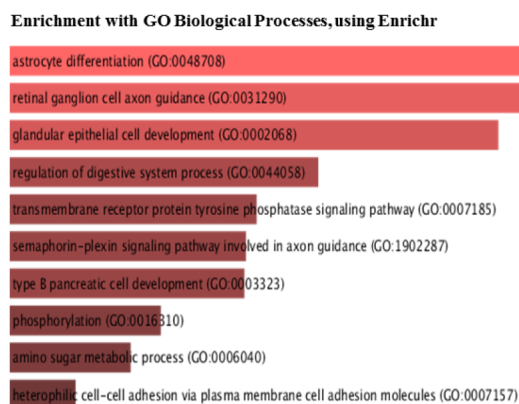 Enrichment with GO Biological Processes, using Enrichr
astrocyte differentiation (GO:0048708)
retinal ganglion cell axon guidance (GO:0031290)
glandular epithelial cell development (GO:0002068)
regulation of digestive system process (GO:0044058)
transmembrane receptor protein tyrosine phosphatase signaling pathway (GO:0007185)
semaphorin-plexin signaling pathway involved in axon guidance (GO:1902287)
type B pancreatic cell development (GO:0003323)
phosphorylation (GO:0016310)
amino sugar metabolic process (GO:0006040)
heterophilic cell-cell adhesion via plasma membrane cell adhesion molecules (GO:0007157)